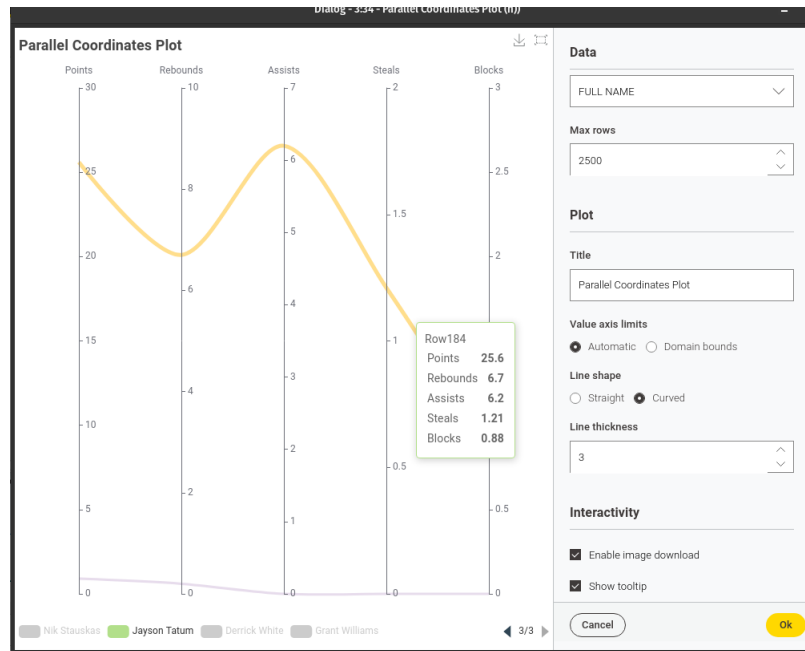 Dialog - 3:34 - Parallel Coordinates Plot (n))
Parallel Coordinates Plot
Points Rebounds Assists Steals Blocks
30 10 7 2 3
6
25 2.5
8
1.5
5
20 2
6
4
15 1
3
4
10
2
0.5
2
5 0.5
1
0 0 0 0 0
Row184
Points 25.6
Rebounds 6.7
Assists 6.2
Steals 1.21
Blocks 0.88
Nik Stauskas Jayson Tatum Derrick White Grant Williams 3/3
Data
FULL NAME
Max rows
2500
Plot
Title
Parallel Coordinates Plot
Value axis limits
Automatic Domain bounds
Line shape
Straight Curved
Line thickness
3
Interactivity
Enable image download
Show tooltip
Cancel Ok